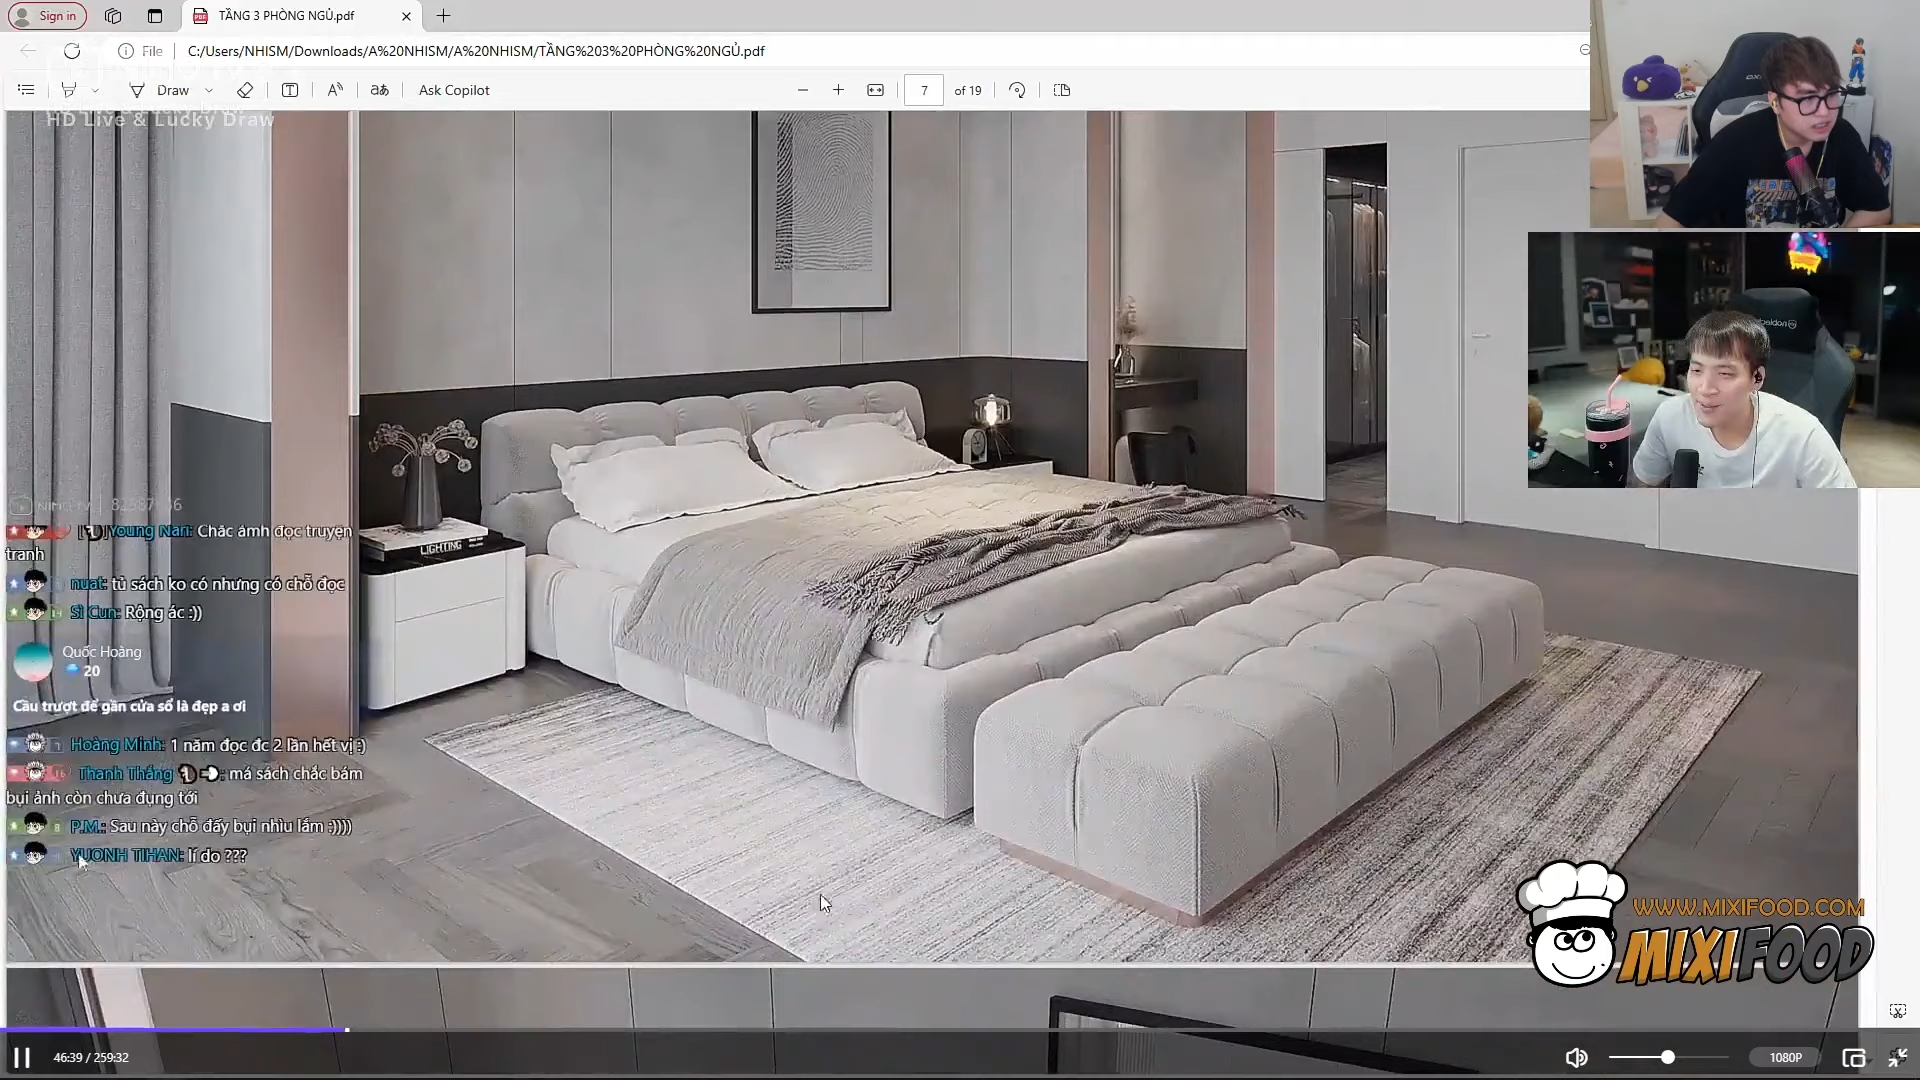 Sign in
TẦNG 3 PHÒNG NGỦ.pdf
File
C:/Users/NHISM/Downloads/A%20NHISM/A%20NHISM/TẦNG%203%20PHÒNG%20NGỦ.pdf
Draw
aあ
Ask Copilot
7 of 19
HD Live & Lucky Draw
LIGHTING
NIMO TV
Young Nan: Chắc ảnh đọc truyện
tranh
nuat: tủ sách ko có nhưng có chỗ đọc
Sì Cun: Rộng ác :))
Quốc Hoàng
20
Cầu trượt để gần cửa sổ là đẹp a ơi
Hoàng Minh: 1 năm đọc đc 2 lần hết vị :)
Thanh Thắng : má sách chắc bám
bụi ảnh còn chưa đụng tới
P.M.: Sau này chỗ đấy bụi nhìu lắm :))))
YUONH TIHAN: lí do ???
WWW.MIXIFOOD.COM
MIXIFOOD
46:39 / 259:32
1080P